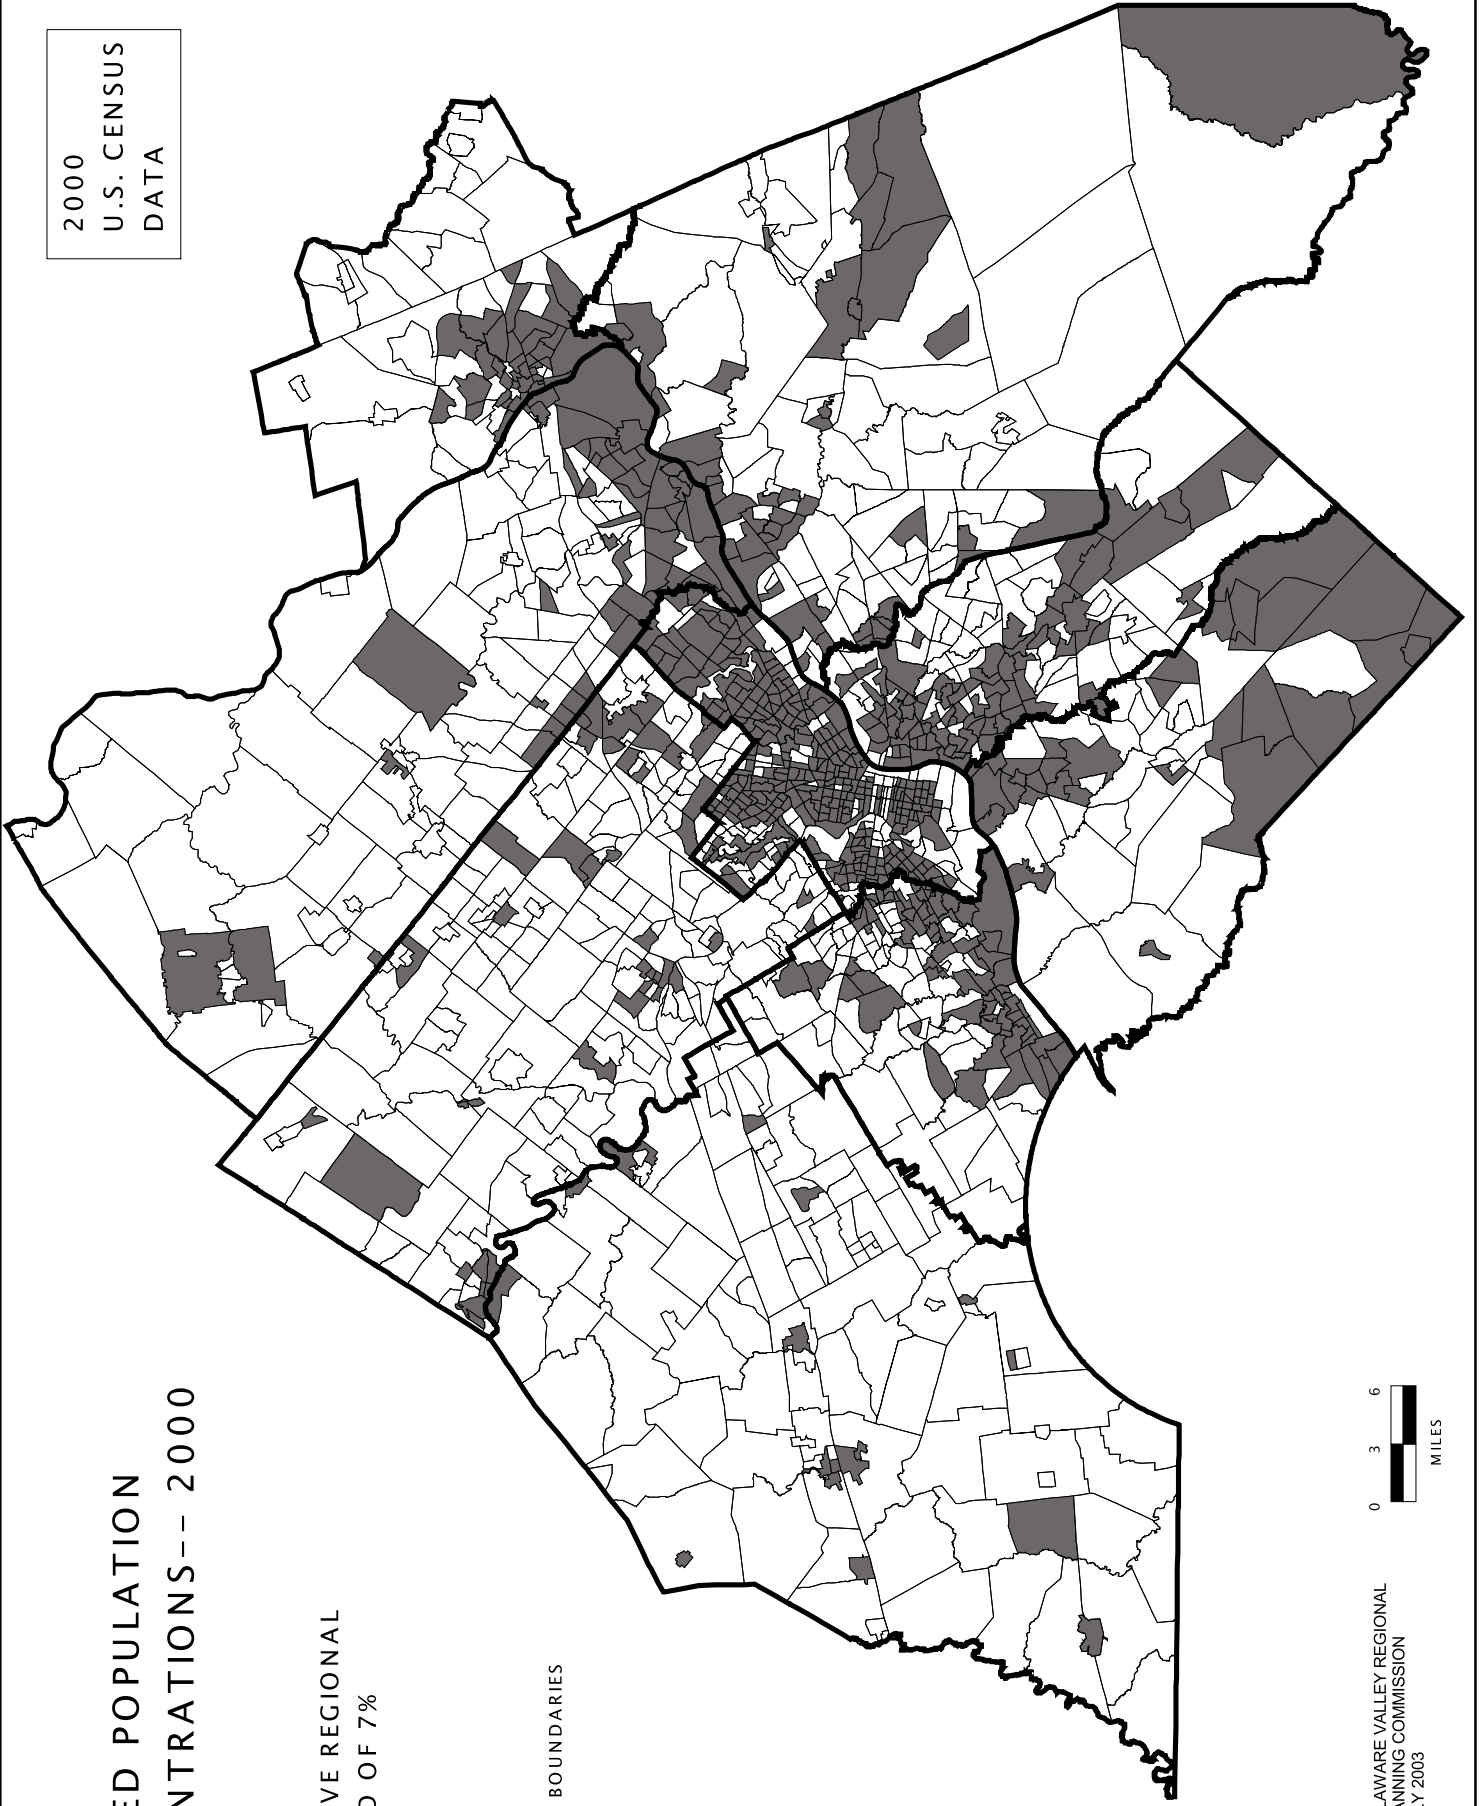 2000
U.S. CENSUS
DATA
ED POPULATION
NTRATIONS-- 2000
VE REGIONAL
D OF 7%
BOUNDARIES
0 3 6
MILES
AWARE VALLEY REGIONAL
ANNING COMMISSION
Y 2003